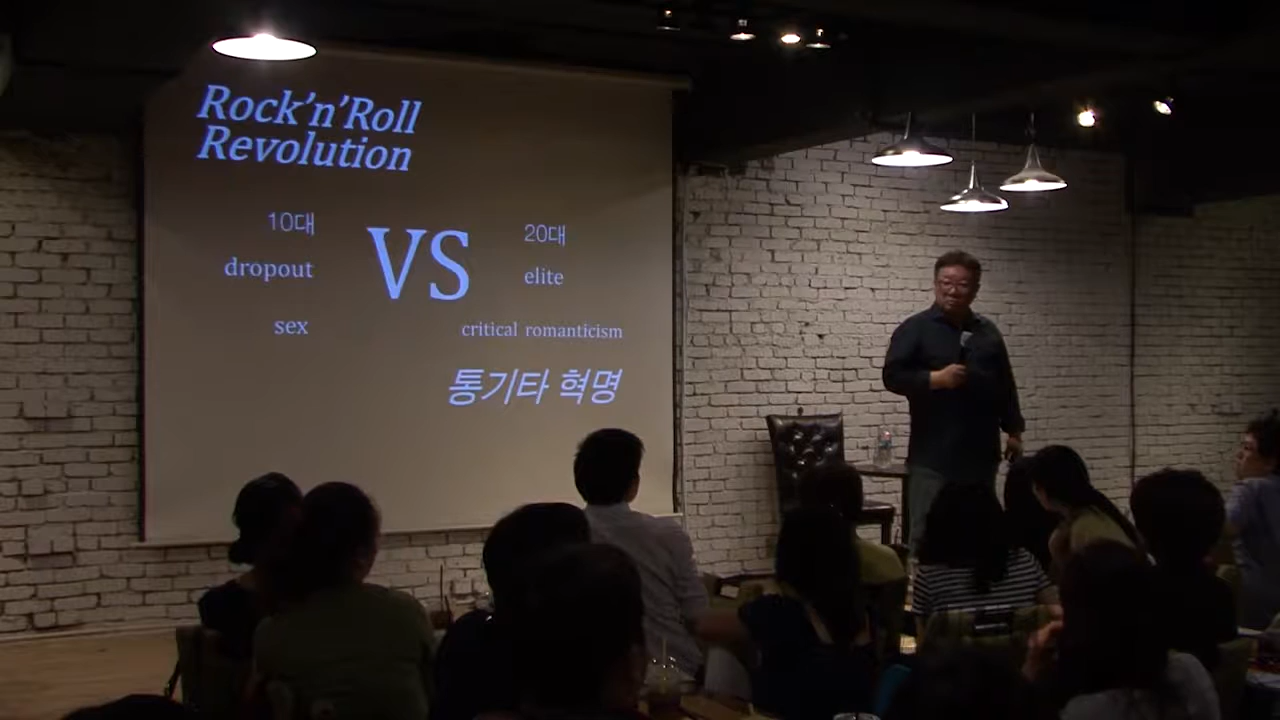 Rock'n'Roll
Revolution
10대 VS 20대
dropout elite
sex critical romanticism
통기타 혁명